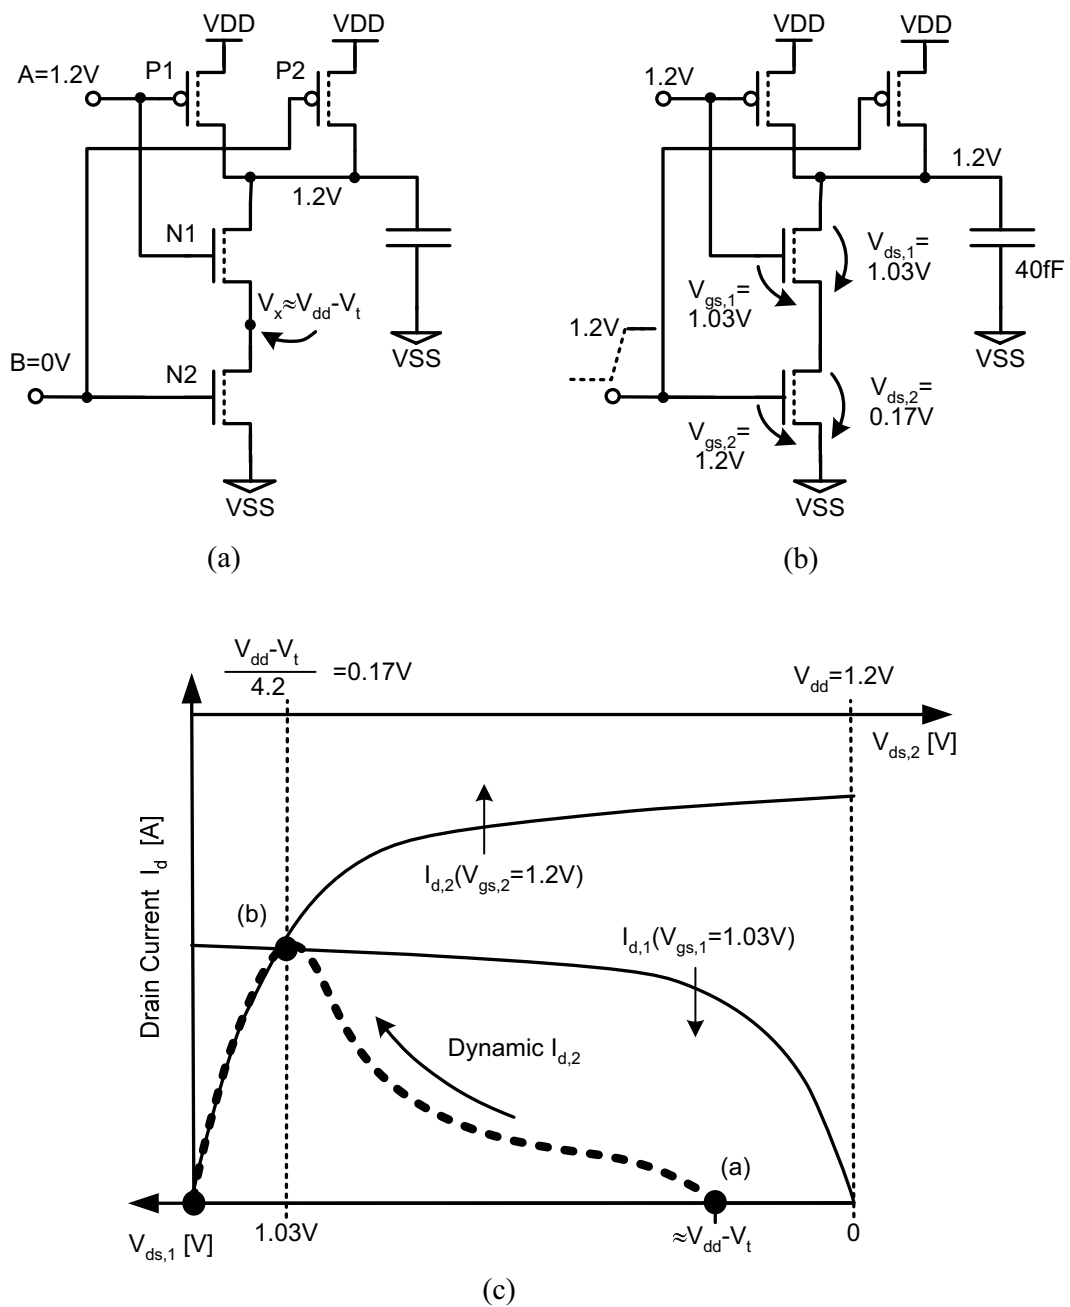 VDD VDD
A=1.2V P1 P2
1.2V
N1
Vx≈Vdd-Vt
B=0V N2
VSS
VSS
(a)
VDD VDD
1.2V
1.2V
Vds,1=
1.03V
40fF
Vgs,1=
1.03V
1.2V
VSS
Vds,2=
0.17V
Vgs,2=
1.2V
VSS
(b)
Vdd-Vt
4.2
=0.17V
Vdd=1.2V
Vds,2 [V]
Drain Current Id [A]
Id,2(Vgs,2=1.2V)
(b)
Id,1(Vgs,1=1.03V)
Dynamic Id,2
(a)
Vds,1 [V]
1.03V
≈Vdd-Vt
0
(c)